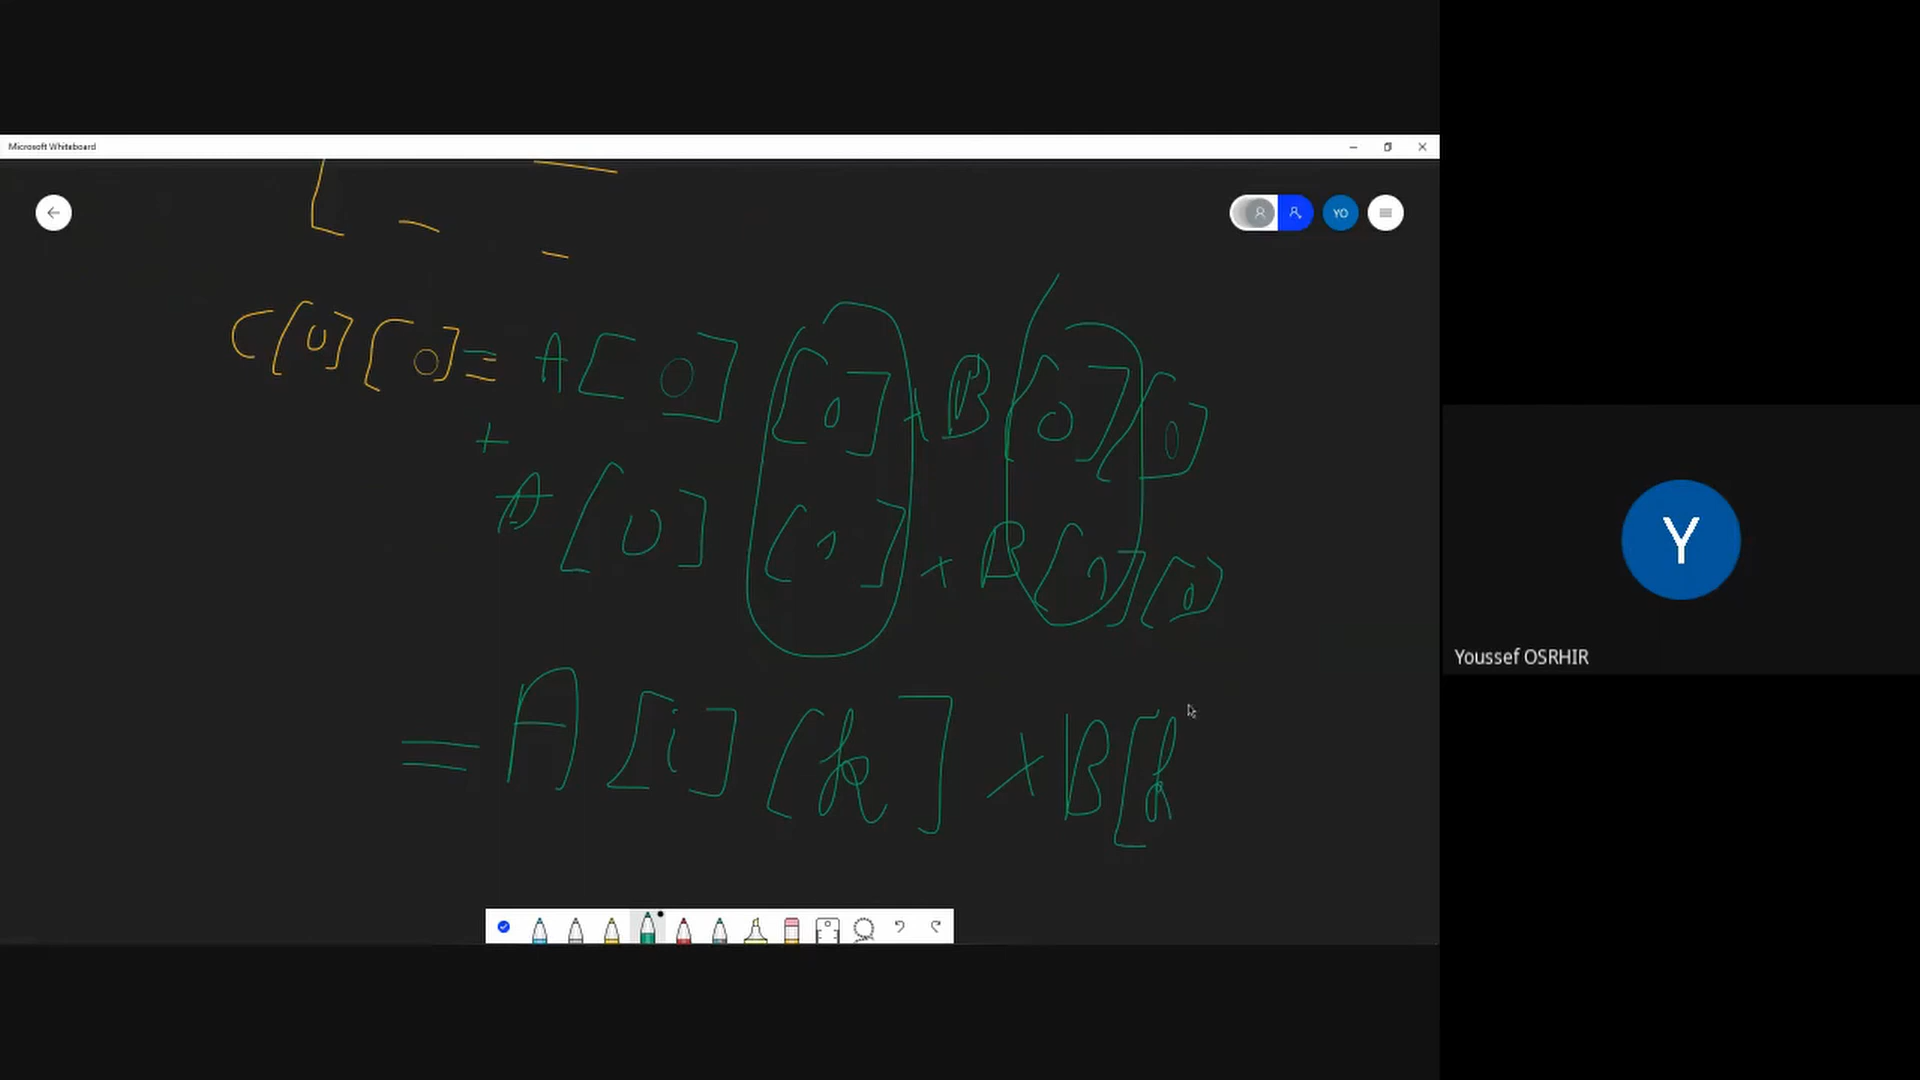 Microsoft Whiteboard
YO
C[0][0] = A[0][0] × B[0][0]
+
A[0][1] × B[1][0]
= A[i][k] × B[k
Y
Youssef OSRHIR